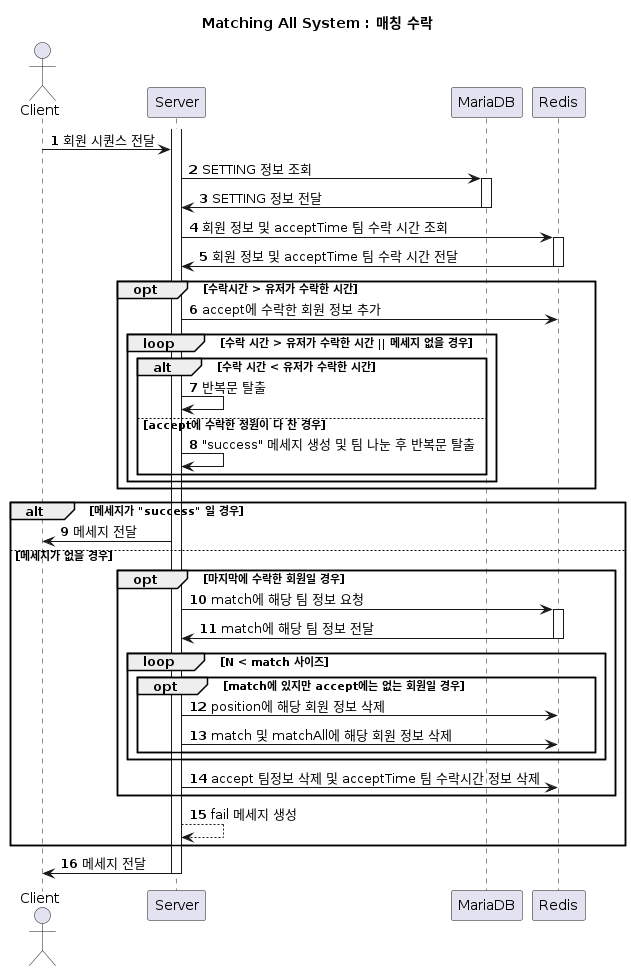 Matching All System : 매칭 수락
Client
Server
MariaDB
Redis
1 회원 시퀀스 전달
2 SETTING 정보 조회
3 SETTING 정보 전달
4 회원 정보 및 acceptTime 팀 수락 시간 조회
5 회원 정보 및 acceptTime 팀 수락 시간 전달
opt [수락시간 > 유저가 수락한 시간]
6 accept에 수락한 회원 정보 추가
loop [수락 시간 > 유저가 수락한 시간 || 메세지 없을 경우]
alt [수락 시간 < 유저가 수락한 시간]
7 반복문 탈출
[accept에 수락한 정원이 다 찬 경우]
8 "success" 메세지 생성 및 팀 나눈 후 반복문 탈출
alt [메세지가 "success" 일 경우]
9 메세지 전달
[메세지가 없을 경우]
opt [마지막에 수락한 회원일 경우]
10 match에 해당 팀 정보 요청
11 match에 해당 팀 정보 전달
loop [N < match 사이즈]
opt [match에 있지만 accept에는 없는 회원일 경우]
12 position에 해당 회원 정보 삭제
13 match 및 matchAll에 해당 회원 정보 삭제
14 accept 팀정보 삭제 및 acceptTime 팀 수락시간 정보 삭제
15 fail 메세지 생성
16 메세지 전달
Client
Server
MariaDB
Redis